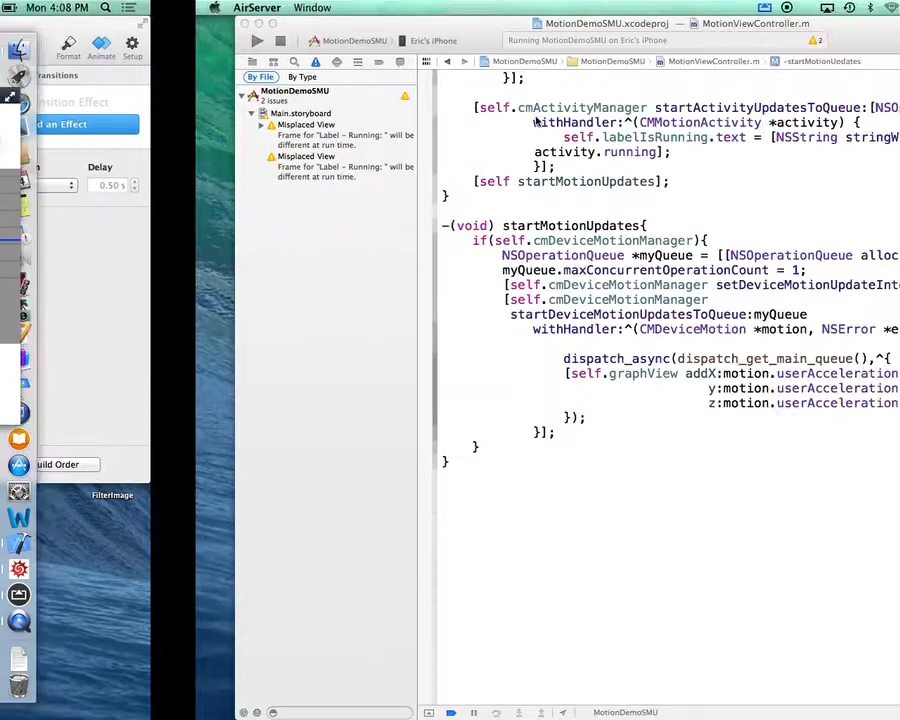 Mon 4:08 PM
Format
Animate
Setup
nsition Effect
d an Effect
Delay
0.50 s
uild Order
FilterImage
AirServer Window
MotionDemoSMU.xcodeproj — MotionViewController.m
MotionDemoSMU Eric's iPhone
Running MotionDemoSMU on Eric's iPhone
2
MotionDemoSMU MotionDemoSMU MotionViewController.m M -startMotionUpdates
By File By Type
MotionDemoSMU
2 issues
Main.storyboard
Misplaced View
Frame for "Label - Running: " will be
different at run time.
Misplaced View
Frame for "Label - Running: " will be
different at run time.
}];
[self.cmActivityManager startActivityUpdatesToQueue:[NSO
withHandler:^(CMMotionActivity *activity) {
self.labelIsRunning.text = [NSString stringW
activity.running];
}];
[self startMotionUpdates];
}
-(void) startMotionUpdates{
if(self.cmDeviceMotionManager){
NSOperationQueue *myQueue = [[NSOperationQueue alloc
myQueue.maxConcurrentOperationCount = 1;
[self.cmDeviceMotionManager setDeviceMotionUpdateInte
[self.cmDeviceMotionManager
startDeviceMotionUpdatesToQueue:myQueue
withHandler:^(CMDeviceMotion *motion, NSError *e
dispatch_async(dispatch_get_main_queue(),^{
[self.graphView addX:motion.userAcceleration
y:motion.userAcceleration
z:motion.userAcceleration
});
}];
}
}
MotionDemoSMU